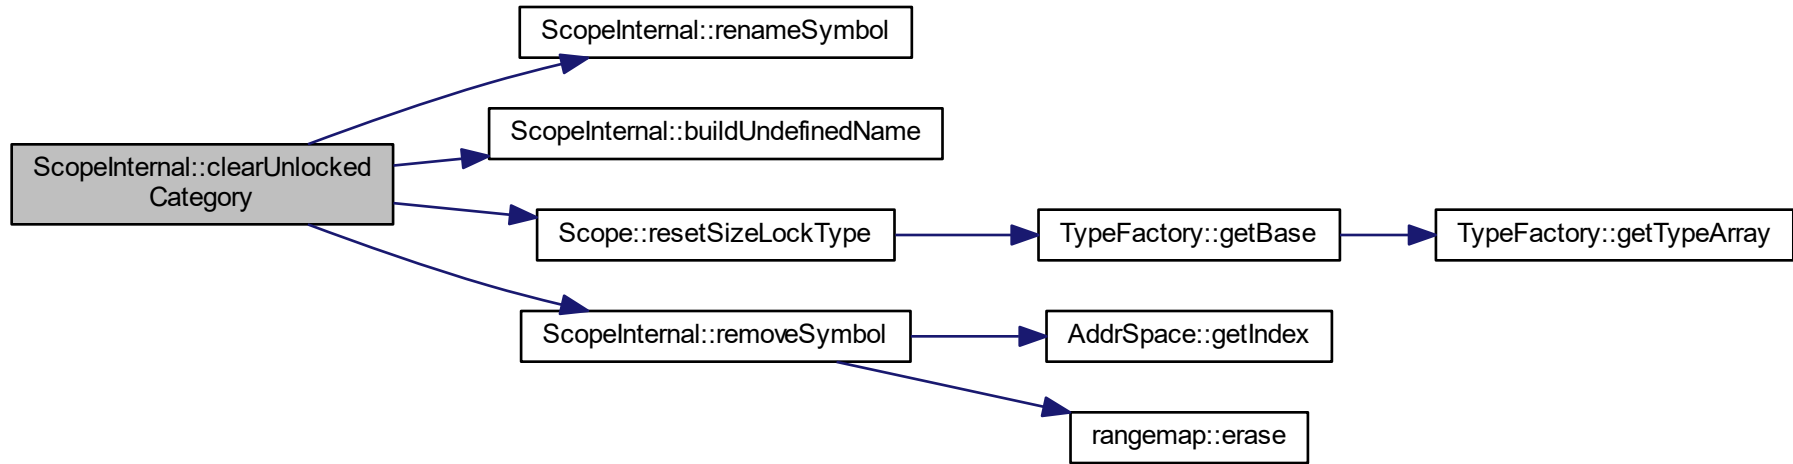 ScopeInternal::renameSymbol
ScopeInternal::buildUndefinedName
ScopeInternal::clearUnlocked
Category
Scope::resetSizeLockType
TypeFactory::getBase
TypeFactory::getTypeArray
ScopeInternal::removeSymbol
AddrSpace::getIndex
rangemap::erase